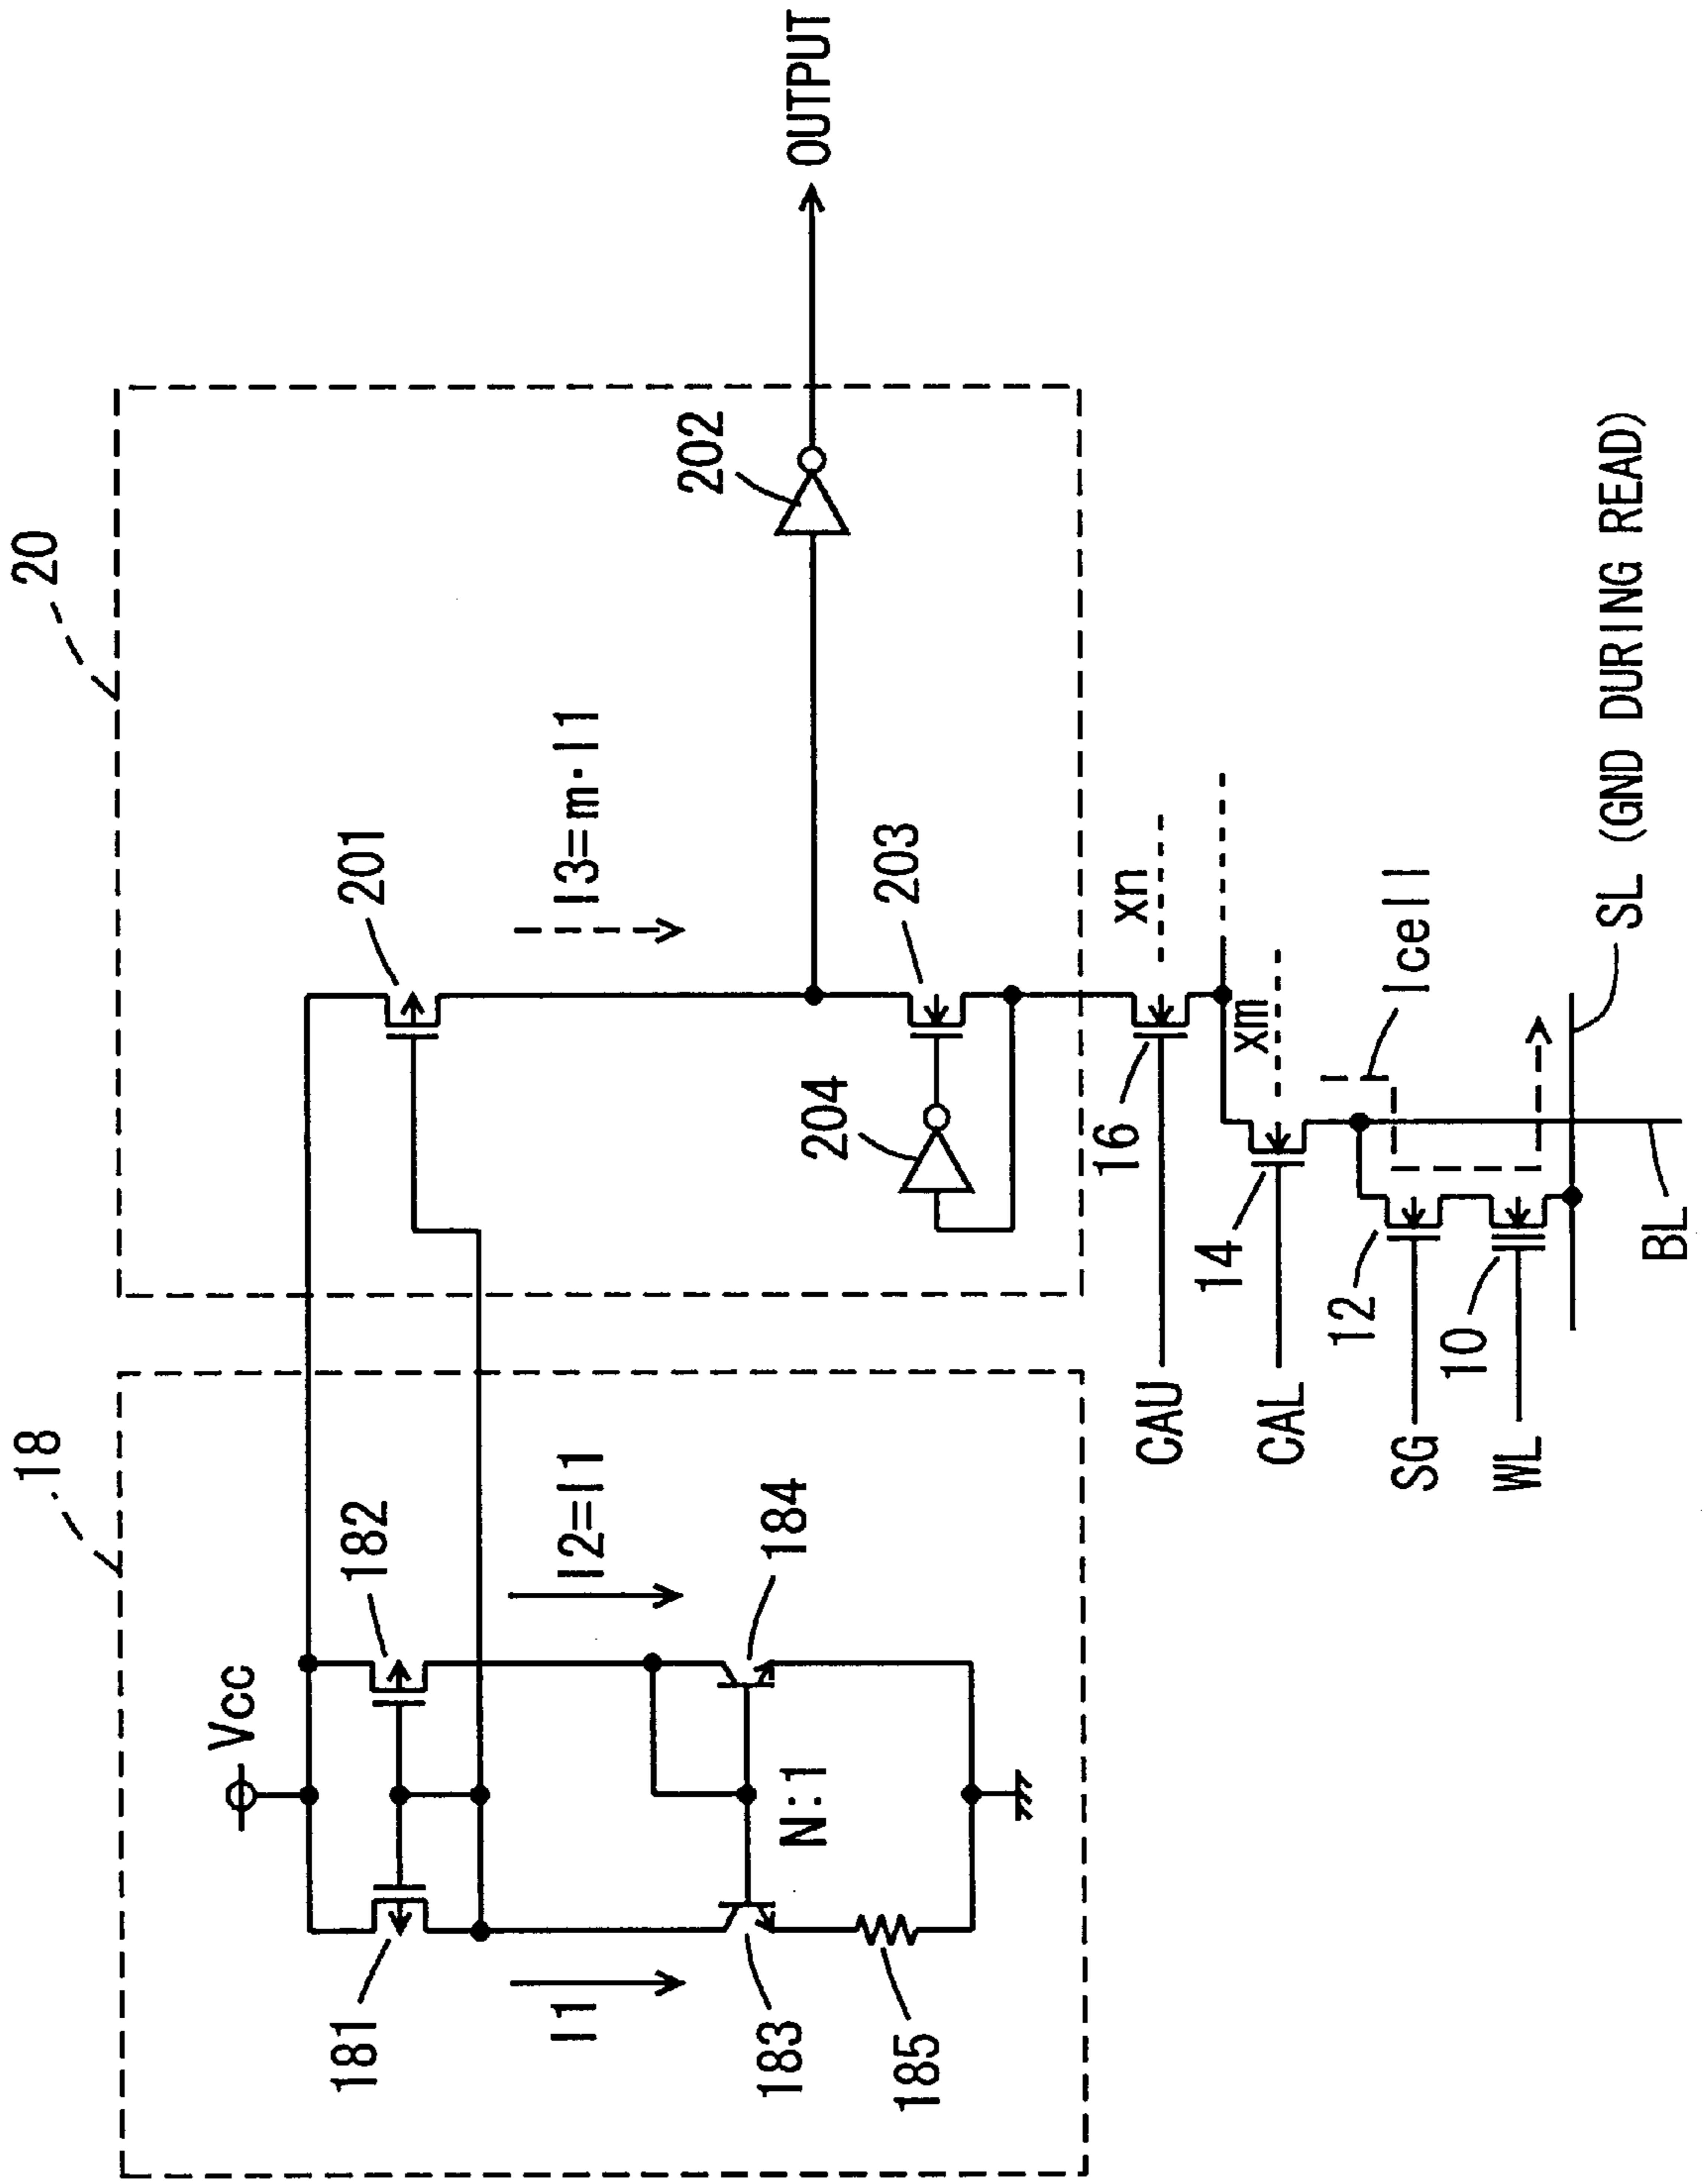 18
20
Vcc
181
182
201
I1
I2=I1
I3=m·I1
202
OUTPUT
183
N:1
184
204
203
185
CAU
16
xn
CAL
14
xm
SG
12
Icell
WL
10
SL (GND DURING READ)
BL